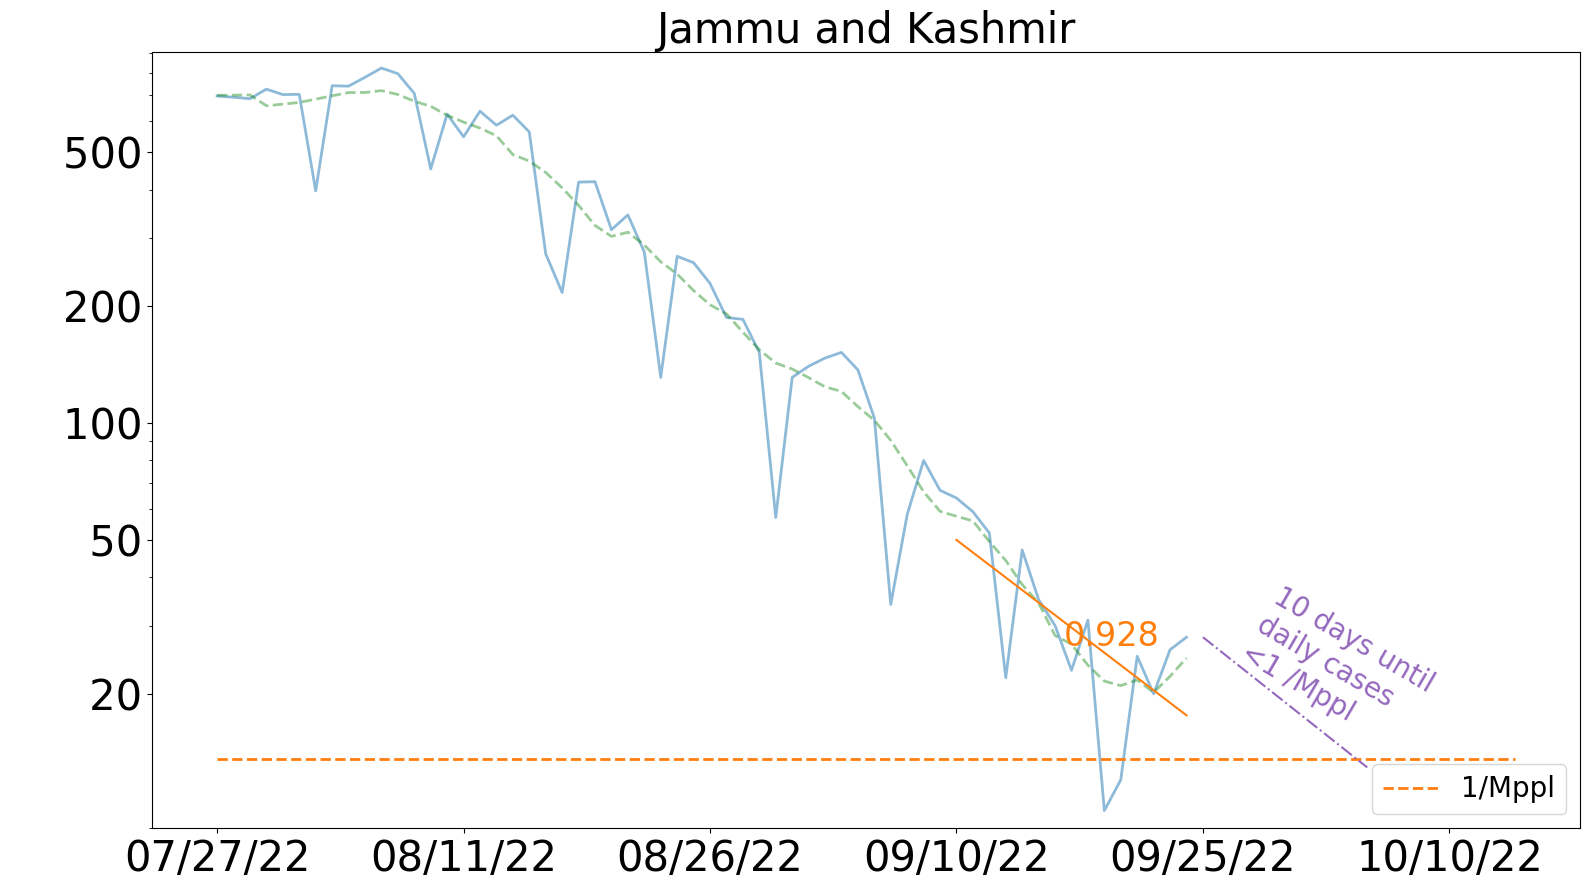 Jammu and Kashmir
500
200
100
50
20
0.928
10 days until
daily cases
<1 /Mppl
1/Mppl
07/27/22
08/11/22
08/26/22
09/10/22
09/25/22
10/10/22